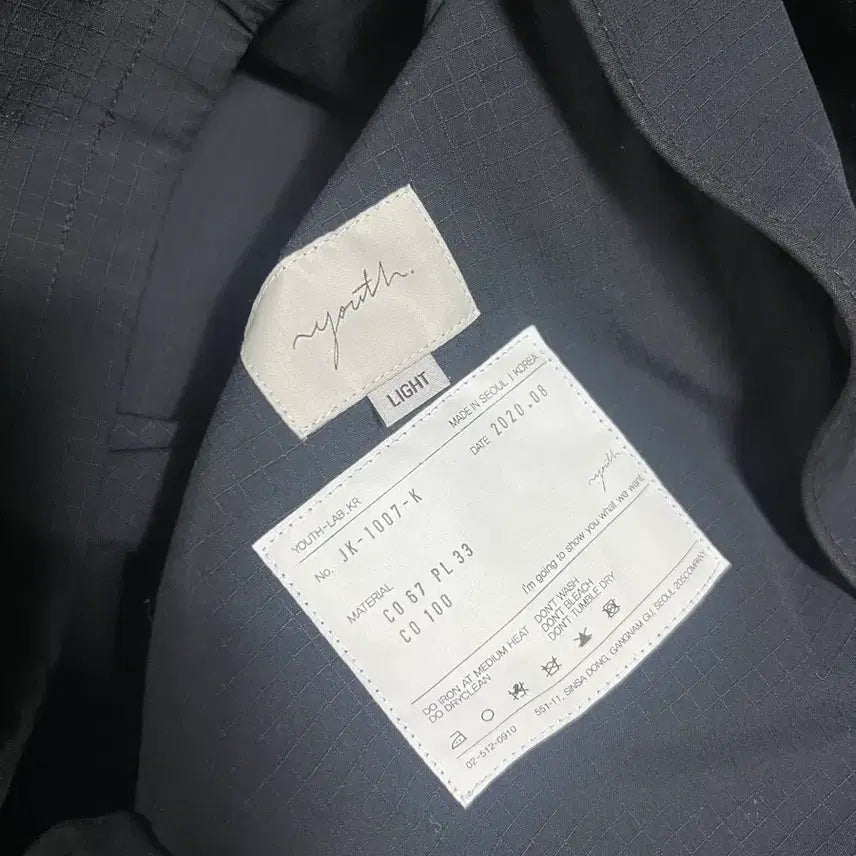 youth.
LIGHT
YOUTH-LAB.KR MADE IN SEOUL | KOREA
No. JK-1007-K DATE 2020.08
MATERIAL
CO 67 PL 33
CO 100
youth
I'm going to show you what we want
DO IRON AT MEDIUM HEAT
DO DRYCLEAN
DON'T WASH
DON'T BLEACH
DON'T TUMBLE DRY
02-512-0910 551-11, SINSA DONG, GANGNAM GU, SEOUL 205COMPANY